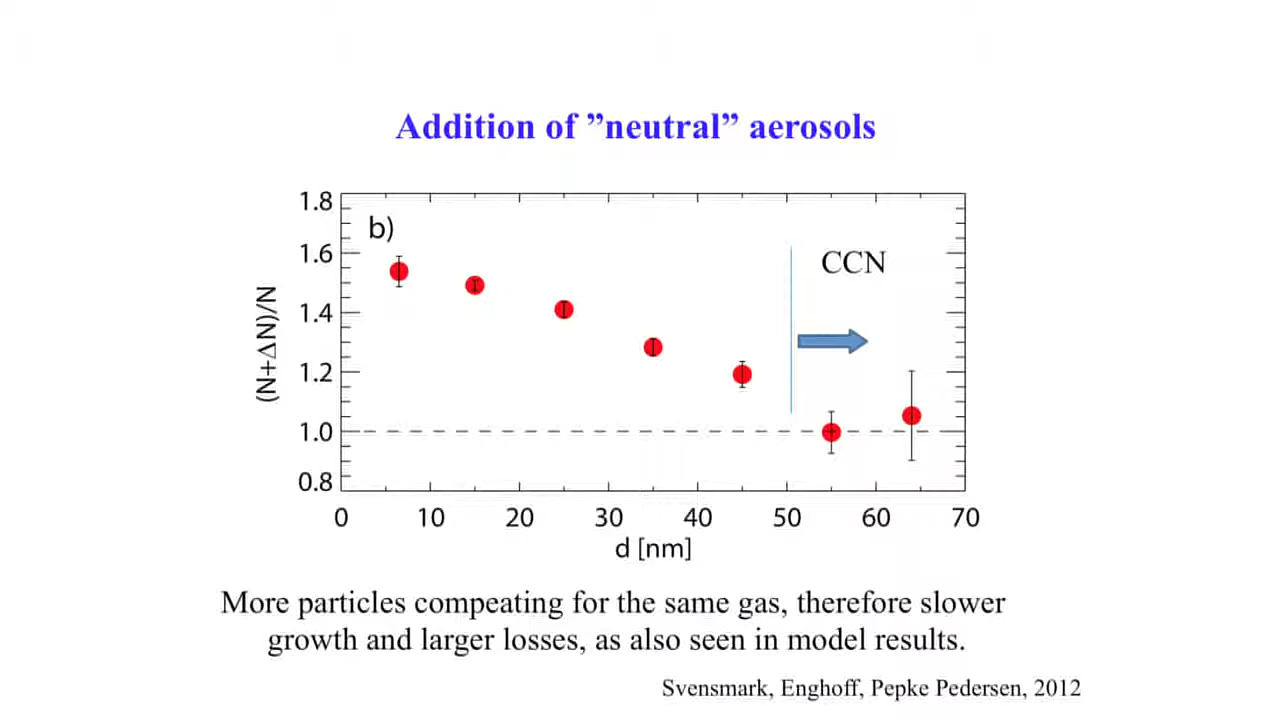 Addition of ”neutral” aerosols
1.8
b)
1.6
CCN
1.4
(N+ΔN)/N
1.2
1.0
0.8
0 10 20 30 40 50 60 70
d [nm]
More particles compeating for the same gas, therefore slower
growth and larger losses, as also seen in model results.
Svensmark, Enghoff, Pepke Pedersen, 2012